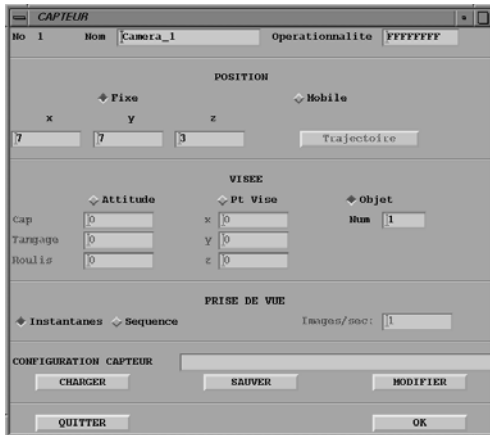 CAPTEUR
No 1 Nom Camera_1 Operationnalite FFFFFFFF
POSITION
Fixe Mobile
x y z
7 7 3 Trajectoire
VISEE
Attitude Pt Vise Objet
Cap 0 x 0 Num 1
Tangage 0 y 0
Roulis 0 z 0
PRISE DE VUE
Instantanes Sequence Images/sec: 1
CONFIGURATION CAPTEUR
CHARGER SAUVER MODIFIER
QUITTER OK